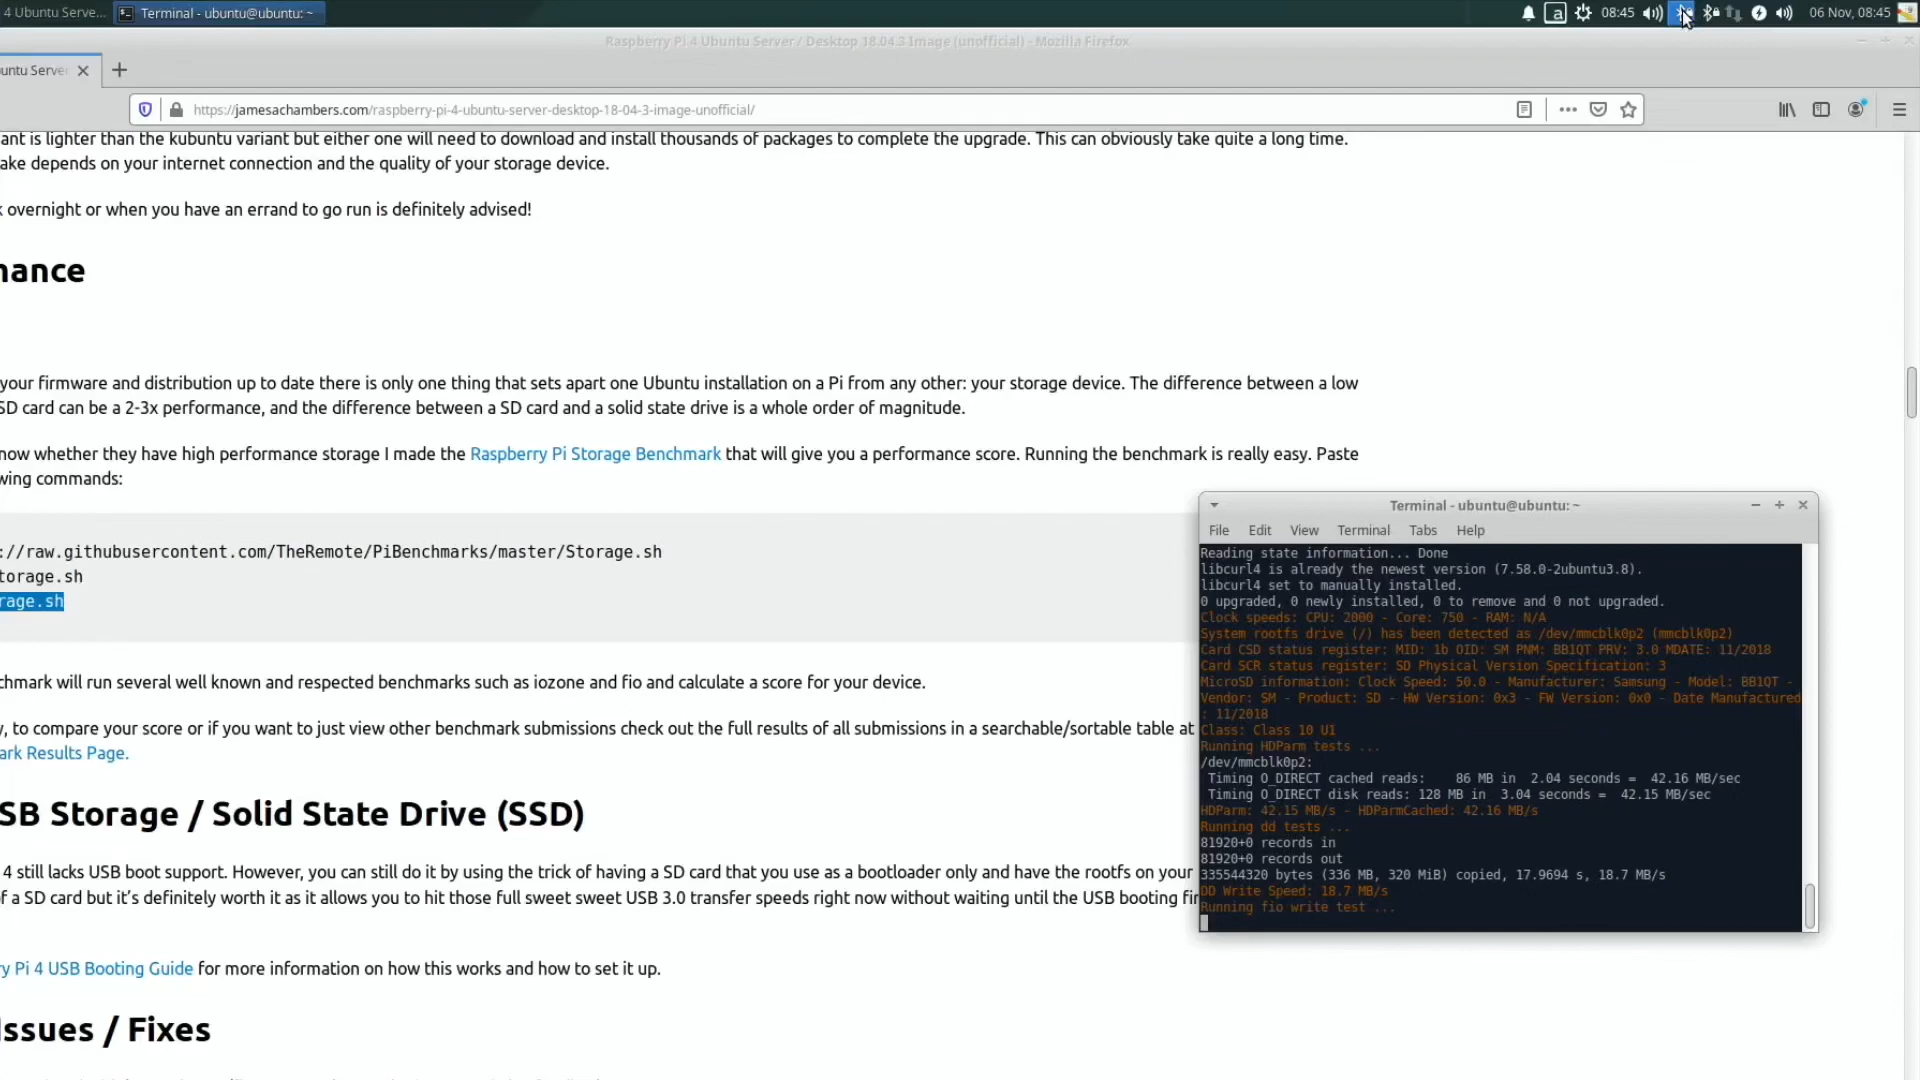 4 Ubuntu Serve...
Terminal - ubuntu@ubuntu: ~
08:45
06 Nov, 08:45
Raspberry Pi 4 Ubuntu Server / Desktop 18.04.3 Image (unofficial) - Mozilla Firefox
untu Server
https://jamesachambers.com/raspberry-pi-4-ubuntu-server-desktop-18-04-3-image-unofficial/
ant is lighter than the kubuntu variant but either one will need to download and install thousands of packages to complete the upgrade. This can obviously take quite a long time.
ake depends on your internet connection and the quality of your storage device.
overnight or when you have an errand to go run is definitely advised!
nance
your firmware and distribution up to date there is only one thing that sets apart one Ubuntu installation on a Pi from any other: your storage device. The difference between a low
SD card can be a 2-3x performance, and the difference between a SD card and a solid state drive is a whole order of magnitude.
now whether they have high performance storage I made the Raspberry Pi Storage Benchmark that will give you a performance score. Running the benchmark is really easy. Paste
wing commands:
://raw.githubusercontent.com/TheRemote/PiBenchmarks/master/Storage.sh
torage.sh
rage.sh
chmark will run several well known and respected benchmarks such as iozone and fio and calculate a score for your device.
y, to compare your score or if you want to just view other benchmark submissions check out the full results of all submissions in a searchable/sortable table at
ark Results Page.
SB Storage / Solid State Drive (SSD)
4 still lacks USB boot support. However, you can still do it by using the trick of having a SD card that you use as a bootloader only and have the rootfs on your
f a SD card but it's definitely worth it as it allows you to hit those full sweet sweet USB 3.0 transfer speeds right now without waiting until the USB booting fir
y Pi 4 USB Booting Guide for more information on how this works and how to set it up.
Issues / Fixes
Terminal - ubuntu@ubuntu: ~
File Edit View Terminal Tabs Help
Reading state information... Done
libcurl4 is already the newest version (7.58.0-2ubuntu3.8).
libcurl4 set to manually installed.
0 upgraded, 0 newly installed, 0 to remove and 0 not upgraded.
Clock speeds: CPU: 2000 - Core: 750 - RAM: N/A
System rootfs drive (/) has been detected as /dev/mmcblk0p2 (mmcblk0p2)
Card CSD status register: MID: 1b OID: SM PNM: BB1QT PRV: 3.0 MDATE: 11/2018
Card SCR status register: SD Physical Version Specification: 3
MicroSD information: Clock Speed: 50.0 - Manufacturer: Samsung - Model: BB1QT -
Vendor: SM - Product: SD - HW Version: 0x3 - FW Version: 0x0 - Date Manufactured
: 11/2018
Class: Class 10 U1
Running HDParm tests ...
/dev/mmcblk0p2:
Timing O_DIRECT cached reads: 86 MB in 2.04 seconds = 42.16 MB/sec
Timing O_DIRECT disk reads: 128 MB in 3.04 seconds = 42.15 MB/sec
HDParm: 42.15 MB/s - HDParmCached: 42.16 MB/s
Running dd tests ...
81920+0 records in
81920+0 records out
335544320 bytes (336 MB, 320 MiB) copied, 17.9694 s, 18.7 MB/s
DD Write Speed: 18.7 MB/s
Running fio write test ...